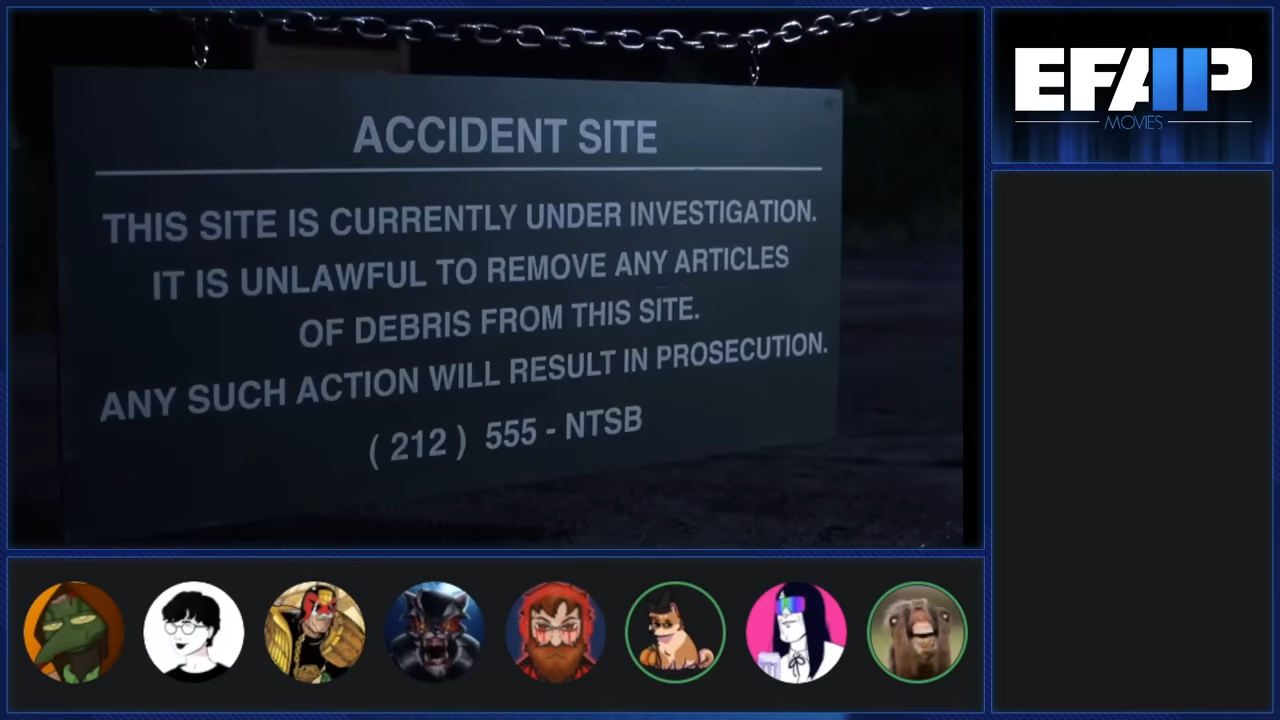 ACCIDENT SITE
THIS SITE IS CURRENTLY UNDER INVESTIGATION.
IT IS UNLAWFUL TO REMOVE ANY ARTICLES
OF DEBRIS FROM THIS SITE.
ANY SUCH ACTION WILL RESULT IN PROSECUTION.
( 212 ) 555 - NTSB
EFAP
MOVIES